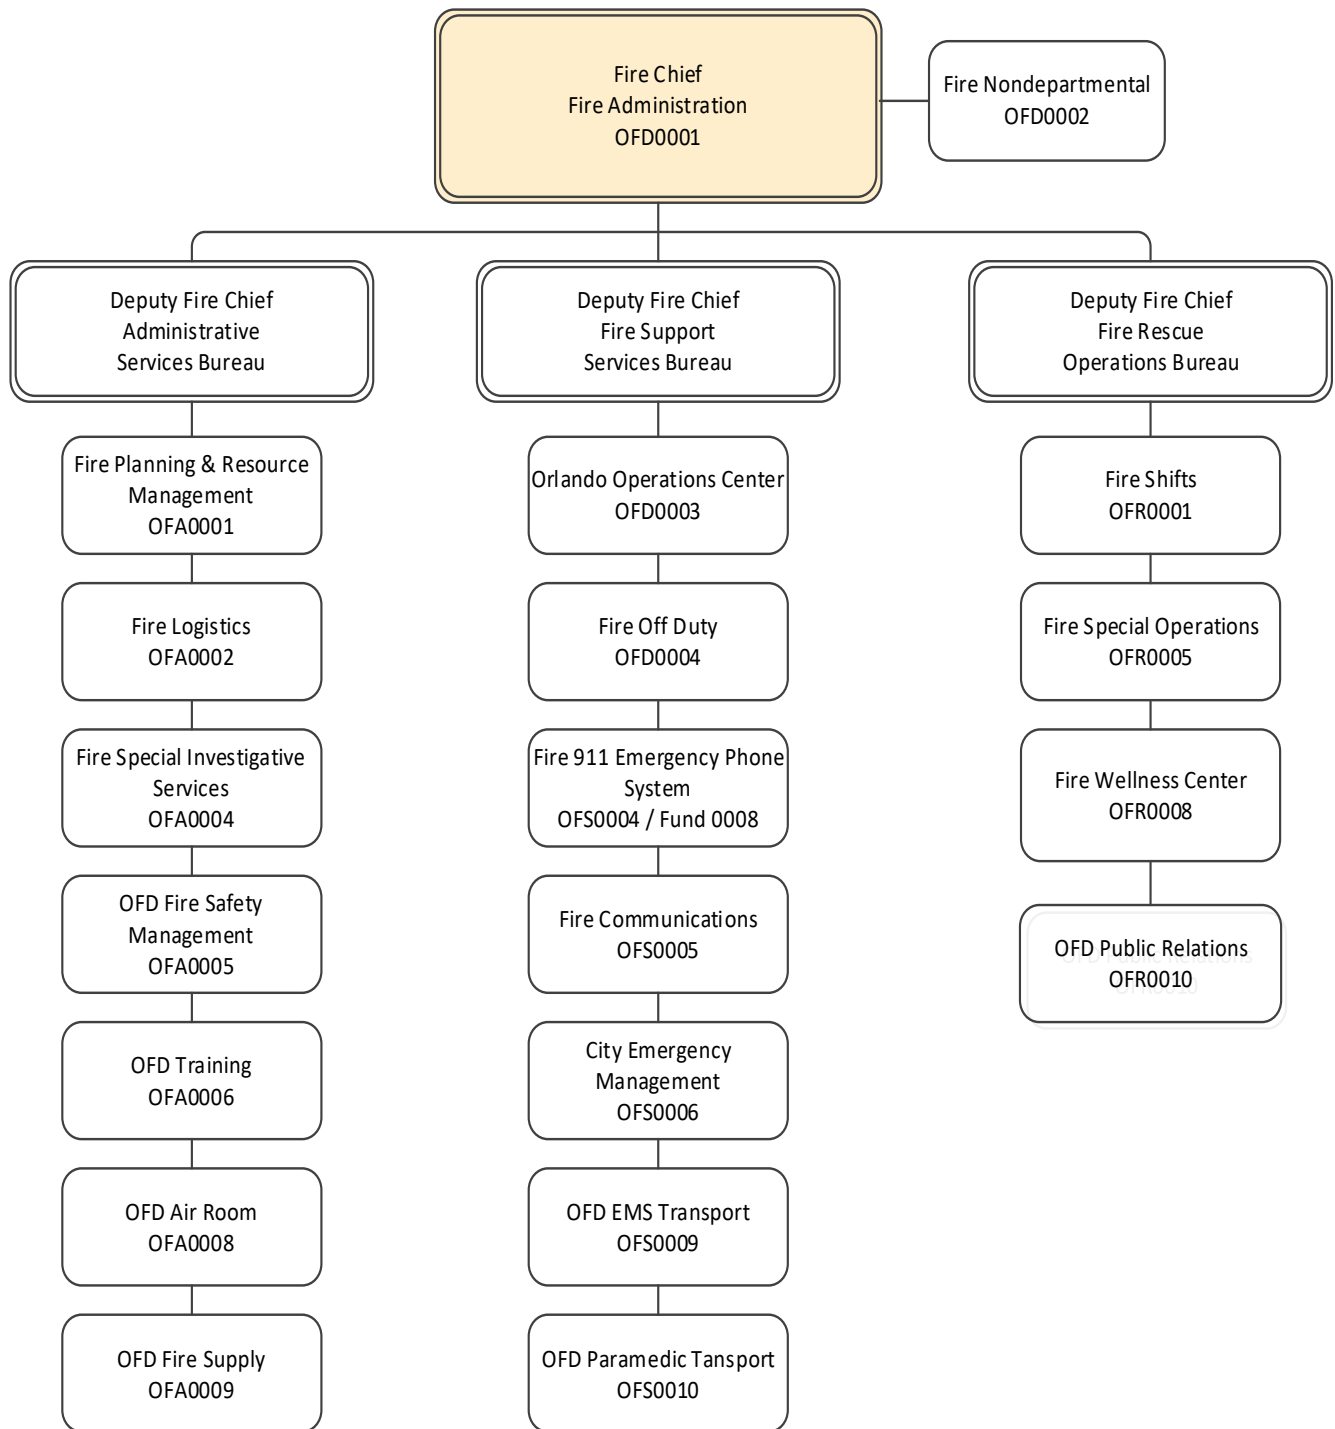 Fire Chief
Fire Administration
OFD0001
Fire Nondepartmental
OFD0002
Deputy Fire Chief
Administrative
Services Bureau
Deputy Fire Chief
Fire Support
Services Bureau
Deputy Fire Chief
Fire Rescue
Operations Bureau
Fire Planning & Resource
Management
OFA0001
Fire Logistics
OFA0002
Fire Special Investigative
Services
OFA0004
OFD Fire Safety
Management
OFA0005
OFD Training
OFA0006
OFD Air Room
OFA0008
OFD Fire Supply
OFA0009
Orlando Operations Center
OFD0003
Fire Off Duty
OFD0004
Fire 911 Emergency Phone
System
OFS0004 / Fund 0008
Fire Communications
OFS0005
City Emergency
Management
OFS0006
OFD EMS Transport
OFS0009
OFD Paramedic Tansport
OFS0010
Fire Shifts
OFR0001
Fire Special Operations
OFR0005
Fire Wellness Center
OFR0008
OFD Public Relations
OFR0010